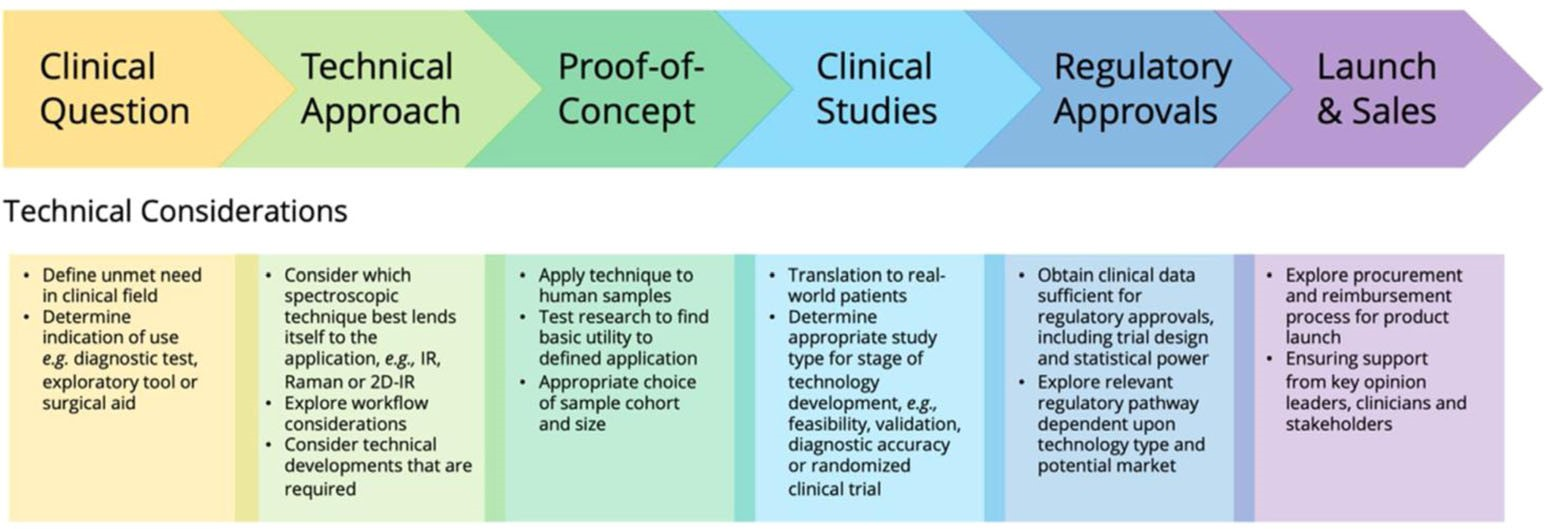 Clinical
Question
Technical
Approach
Proof-of-
Concept
Clinical
Studies
Regulatory
Approvals
Launch
& Sales
Technical Considerations
• Define unmet need
in clinical field
• Determine
indication of use
e.g. diagnostic test,
exploratory tool or
surgical aid
• Consider which
spectroscopic
technique best lends
itself to the
application, e.g., IR,
Raman or 2D-IR
• Explore workflow
considerations
• Consider technical
developments that are
required
• Apply technique to
human samples
• Test research to find
basic utility to
defined application
• Appropriate choice
of sample cohort
and size
• Translation to real-
world patients
• Determine
appropriate study
type for stage of
technology
development, e.g.,
feasibility, validation,
diagnostic accuracy
or randomized
clinical trial
• Obtain clinical data
sufficient for
regulatory approvals,
including trial design
and statistical power
• Explore relevant
regulatory pathway
dependent upon
technology type and
potential market
• Explore procurement
and reimbursement
process for product
launch
• Ensuring support
from key opinion
leaders, clinicians and
stakeholders